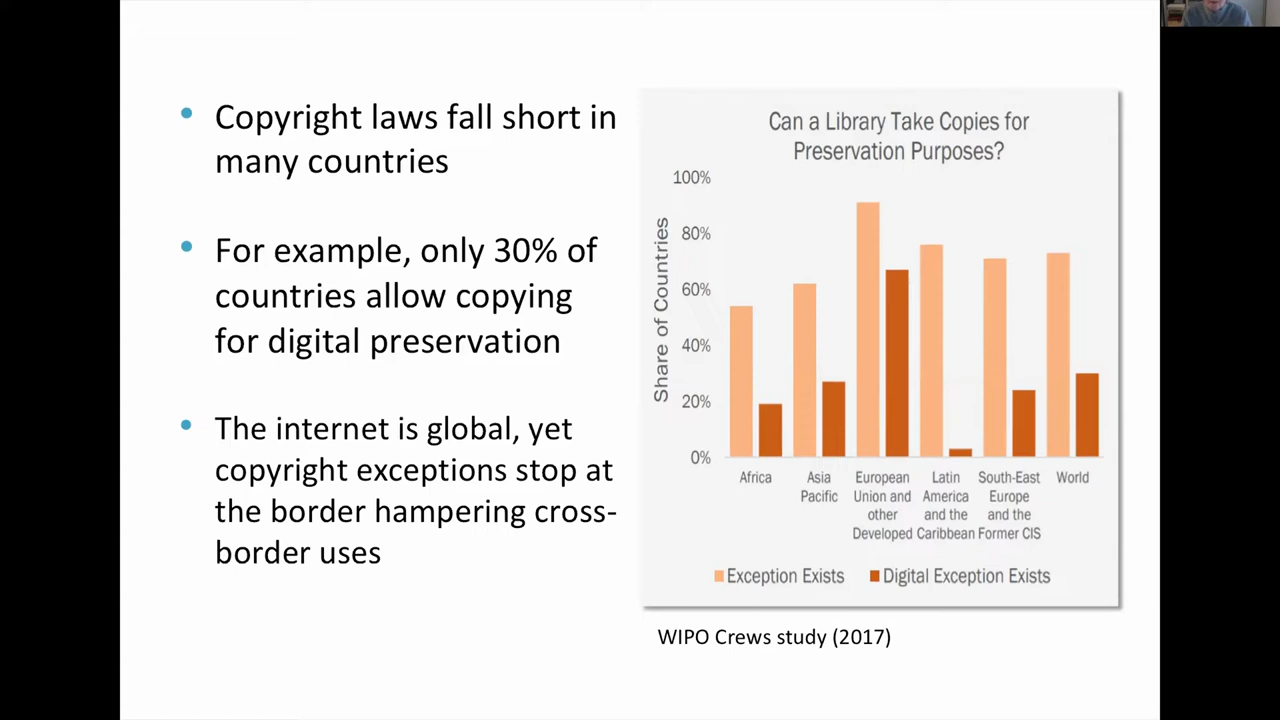 Copyright laws fall short in
many countries
For example, only 30% of
countries allow copying
for digital preservation
The internet is global, yet
copyright exceptions stop at
the border hampering cross-
border uses
Can a Library Take Copies for
Preservation Purposes?
Share of Countries
100%
80%
60%
40%
20%
0%
Africa
Asia
Pacific
European
Union and
other
Developed
Latin
America
and the
Caribbean
South-East
Europe
and the
Former CIS
World
Exception Exists
Digital Exception Exists
WIPO Crews study (2017)